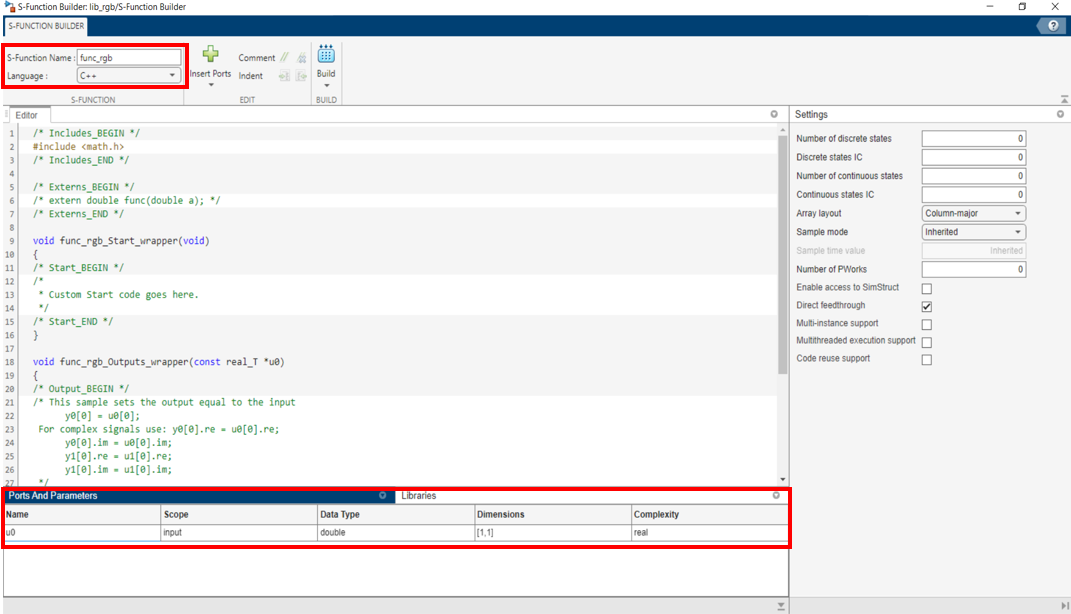 S-Function Builder: lib_rgb/S-Function Builder
S-FUNCTION BUILDER
S-Function Name : func_rgb
Language : C++
S-FUNCTION
Insert Ports
Comment
Indent
EDIT
Build
BUILD
Editor
1 /* Includes_BEGIN */
2 #include <math.h>
3 /* Includes_END */
4
5 /* Externs_BEGIN */
6 /* extern double func(double a); */
7 /* Externs_END */
8
9 void func_rgb_Start_wrapper(void)
10 {
11 /* Start_BEGIN */
12 /*
13 * Custom Start code goes here.
14 */
15 /* Start_END */
16 }
17
18 void func_rgb_Outputs_wrapper(const real_T *u0)
19 {
20 /* Output_BEGIN */
21 /* This sample sets the output equal to the input
22 y0[0] = u0[0];
23 For complex signals use: y0[0].re = u0[0].re;
24 y0[0].im = u0[0].im;
25 y1[0].re = u1[0].re;
26 y1[0].im = u1[0].im;
27 */
Ports And Parameters
Libraries
Name Scope Data Type Dimensions Complexity
u0 input double [1,1] real
Settings
Number of discrete states 0
Discrete states IC 0
Number of continuous states 0
Continuous states IC 0
Array layout Column-major
Sample mode Inherited
Sample time value Inherited
Number of PWorks 0
Enable access to SimStruct
Direct feedthrough
Multi-instance support
Multithreaded execution support
Code reuse support